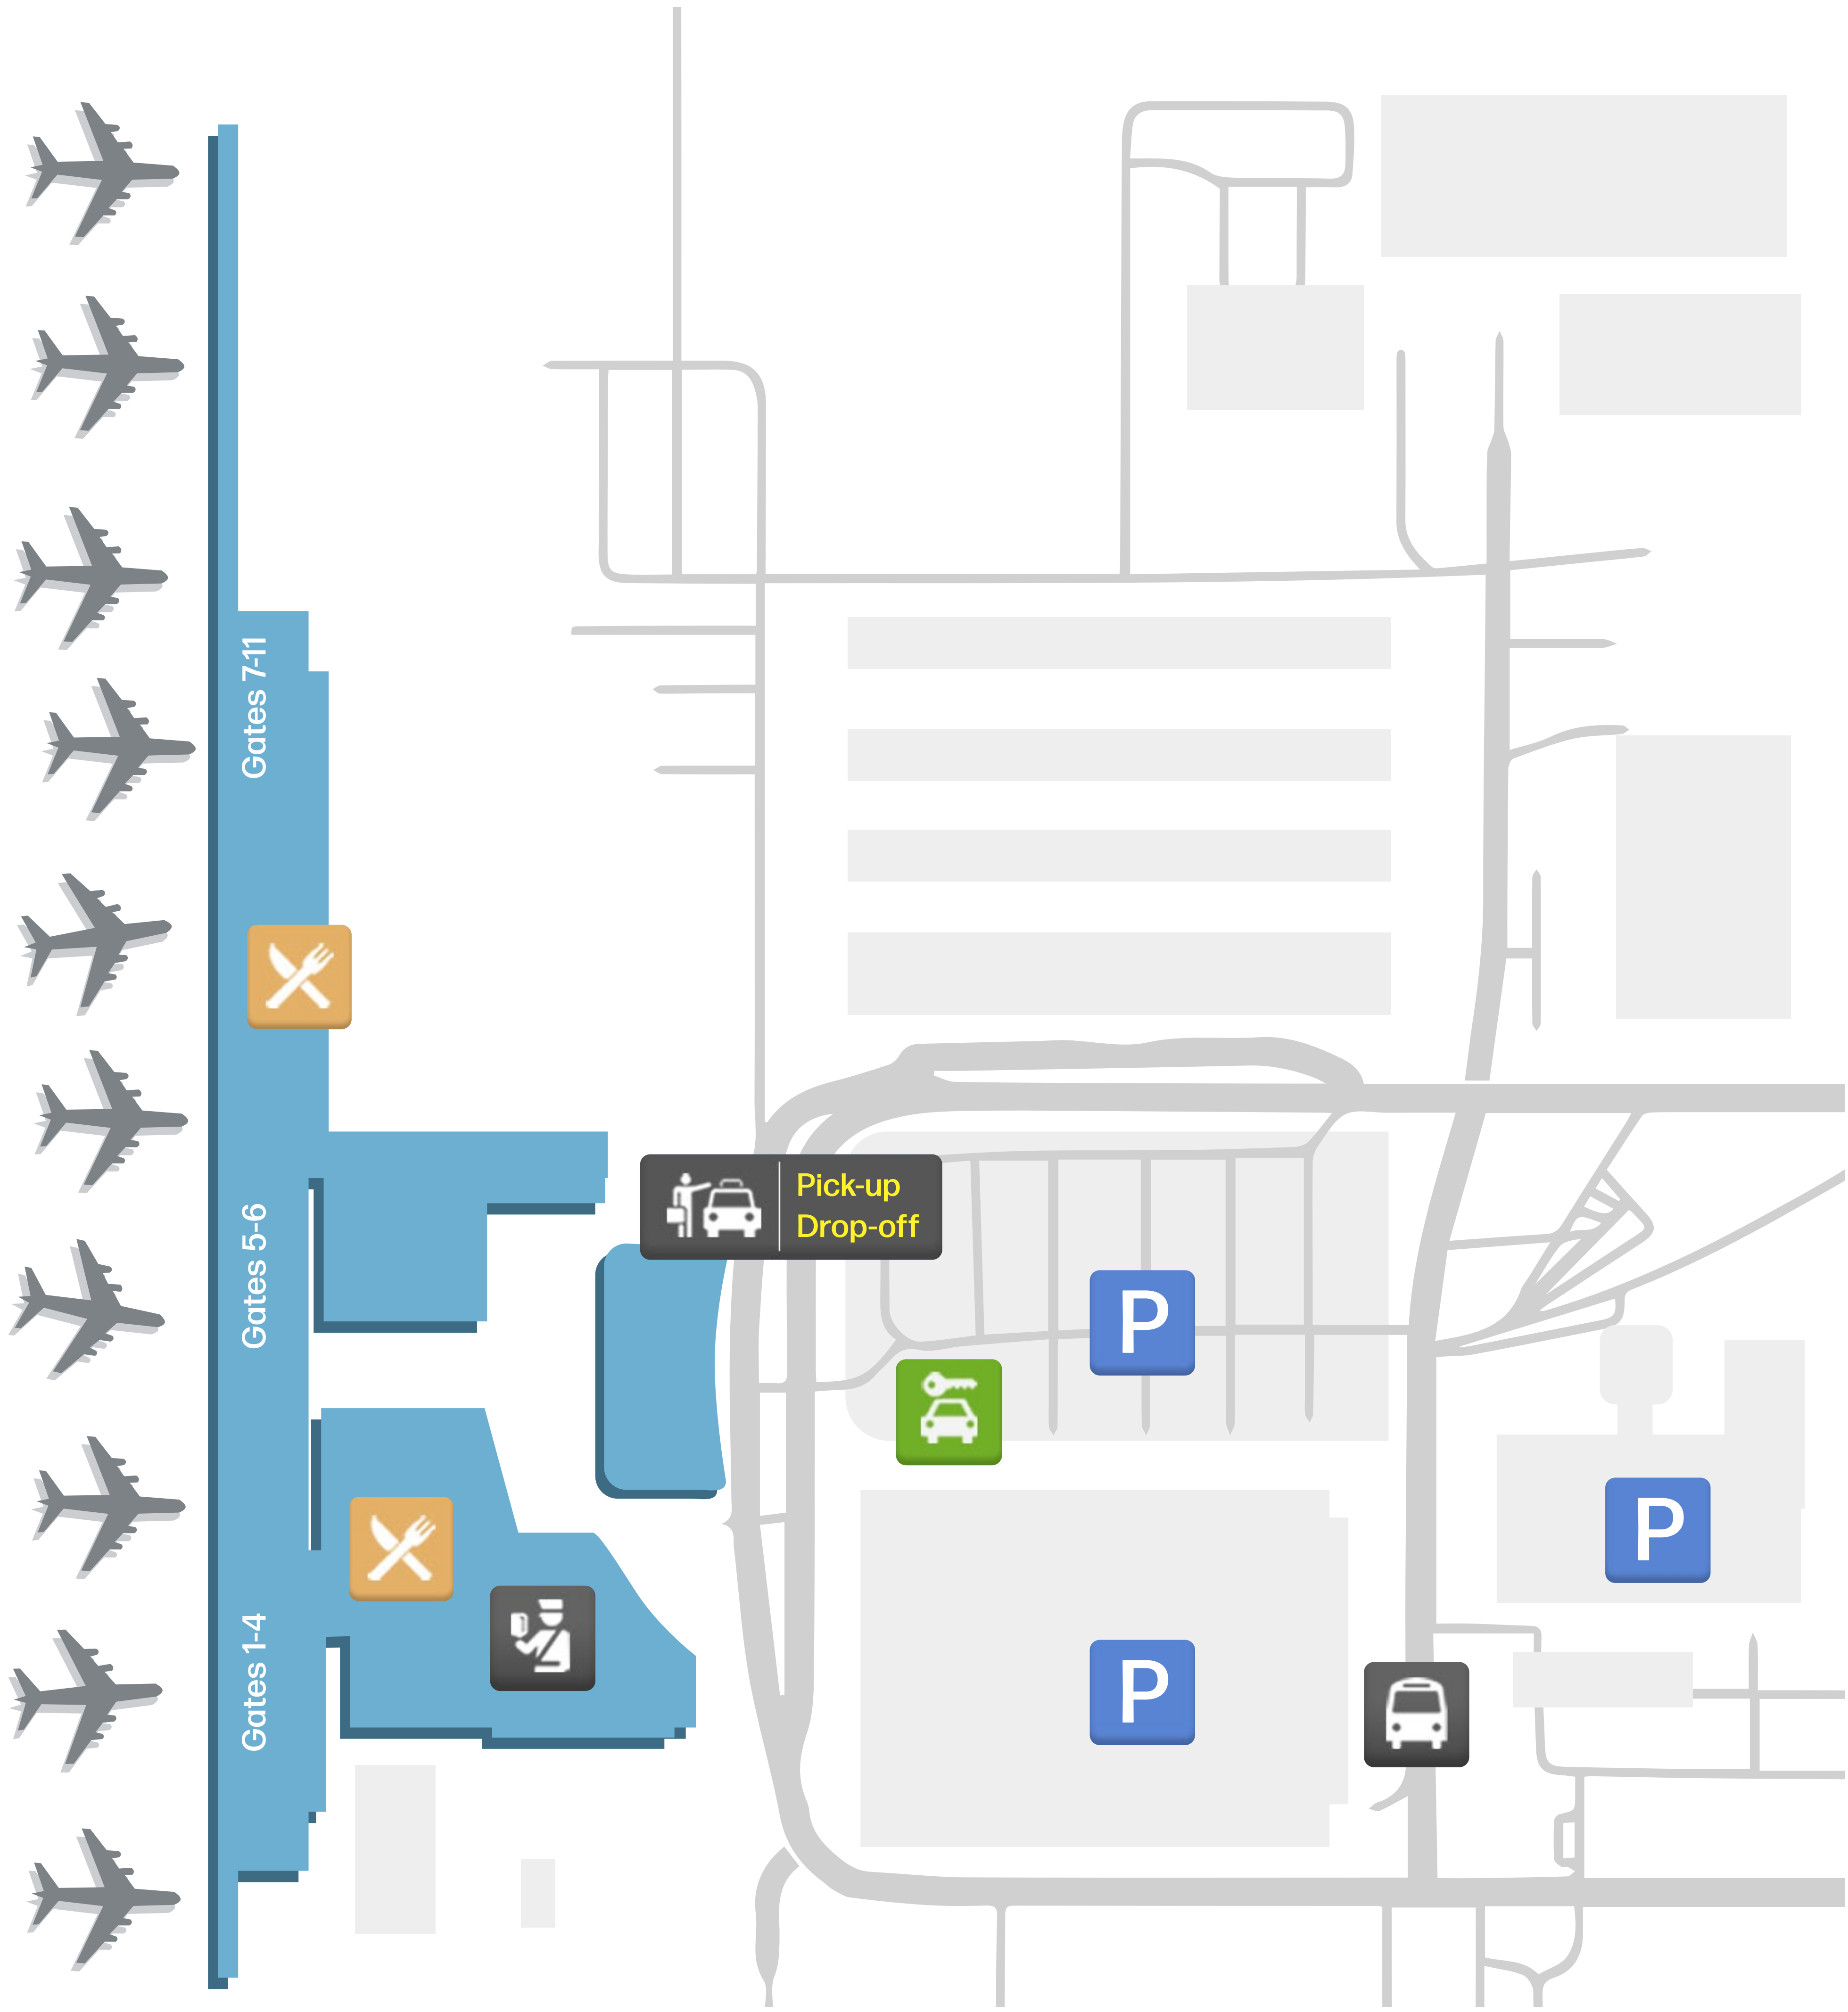 Gates 7-11
Pick-up
Drop-off
Gates 5-6
P
P
Gates 1-4
P